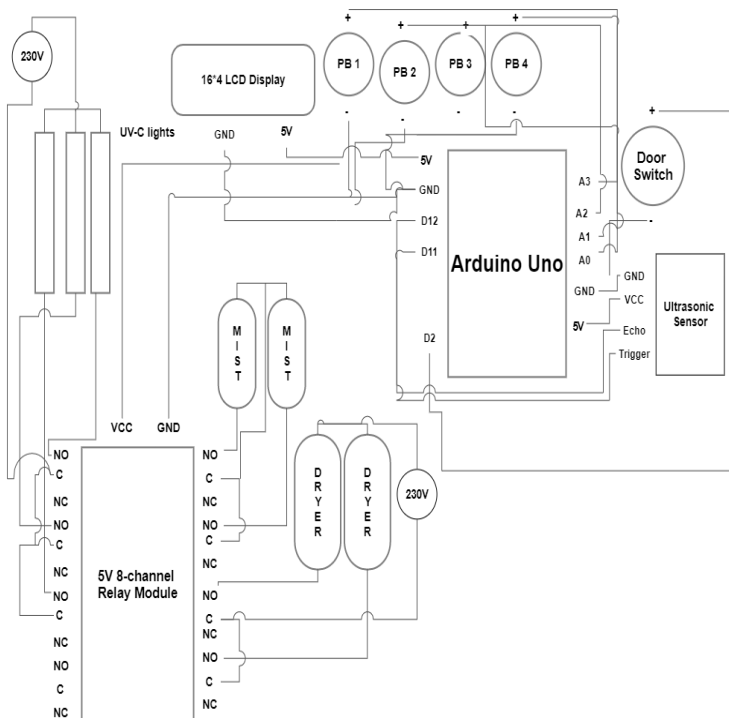 +
+
+
+
230V
16*4 LCD Display
PB 1
PB 2
PB 3
PB 4
-
-
-
-
UV-C lights
GND
5V
+
Door
Switch
-
5V
GND
D12
D11
D2
Arduino Uno
A3
A2
A1
A0
GND
5V
GND
VCC
Echo
Trigger
Ultrasonic
Sensor
M
I
S
T
M
I
S
T
VCC
GND
NO
C
NC
NO
C
NC
NO
C
NC
NO
C
NC
5V 8-channel
Relay Module
NO
C
NC
NO
C
NC
NO
C
NC
NO
C
NC
D
R
Y
E
R
D
R
Y
E
R
230V